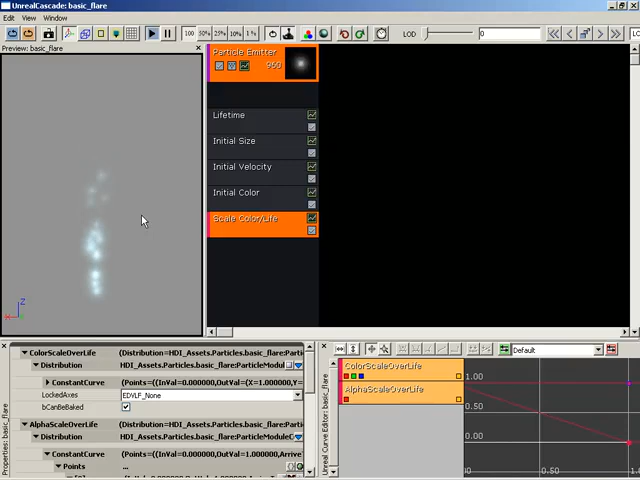 UnrealCascade: basic_flare
Edit View Window
100 50% 25% 10% 1% LOD 0
Preview: basic_flare
Particle Emitter
950
Lifetime
Initial Size
Initial Velocity
Initial Color
Scale Color/Life
Z
X
ColorScaleOverLife (Distribution=HDI_Assets.Particles.basic_flare:Partic
Distribution (Distribution=HDI_Assets.Particles.basic_flare:ParticleModul
ConstantCurve (Points=((InVal=0.000000,OutVal=(X=1.000000,Y=
LockedAxes EDVLF_None
bCanBeBaked
AlphaScaleOverLife (Distribution=HDI_Assets.Particles.basic_flare:Partic
Distribution (Distribution=HDI_Assets.Particles.basic_flare:ParticleModuleC
ConstantCurve (Points=((InVal=0.000000,OutVal=1.000000,Arrive
Points ...
Properties: basic_flare
Unreal Curve Editor: basic_flare
Default
ColorScaleOverLife
AlphaScaleOverLife
1.00
0.50
0.00
0.50
1.0